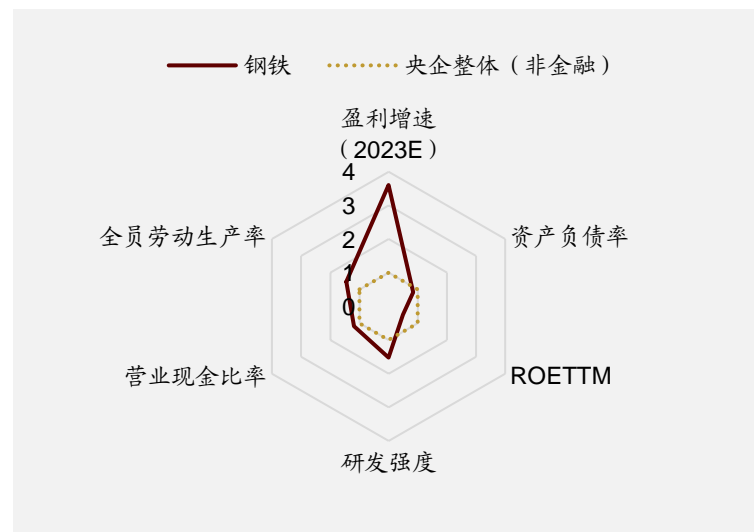 钢铁
央企整体（非金融）
盈利增速
（2023E）
4
3
2
1
0
全员劳动生产率
资产负债率
营业现金比率
ROETTM
研发强度